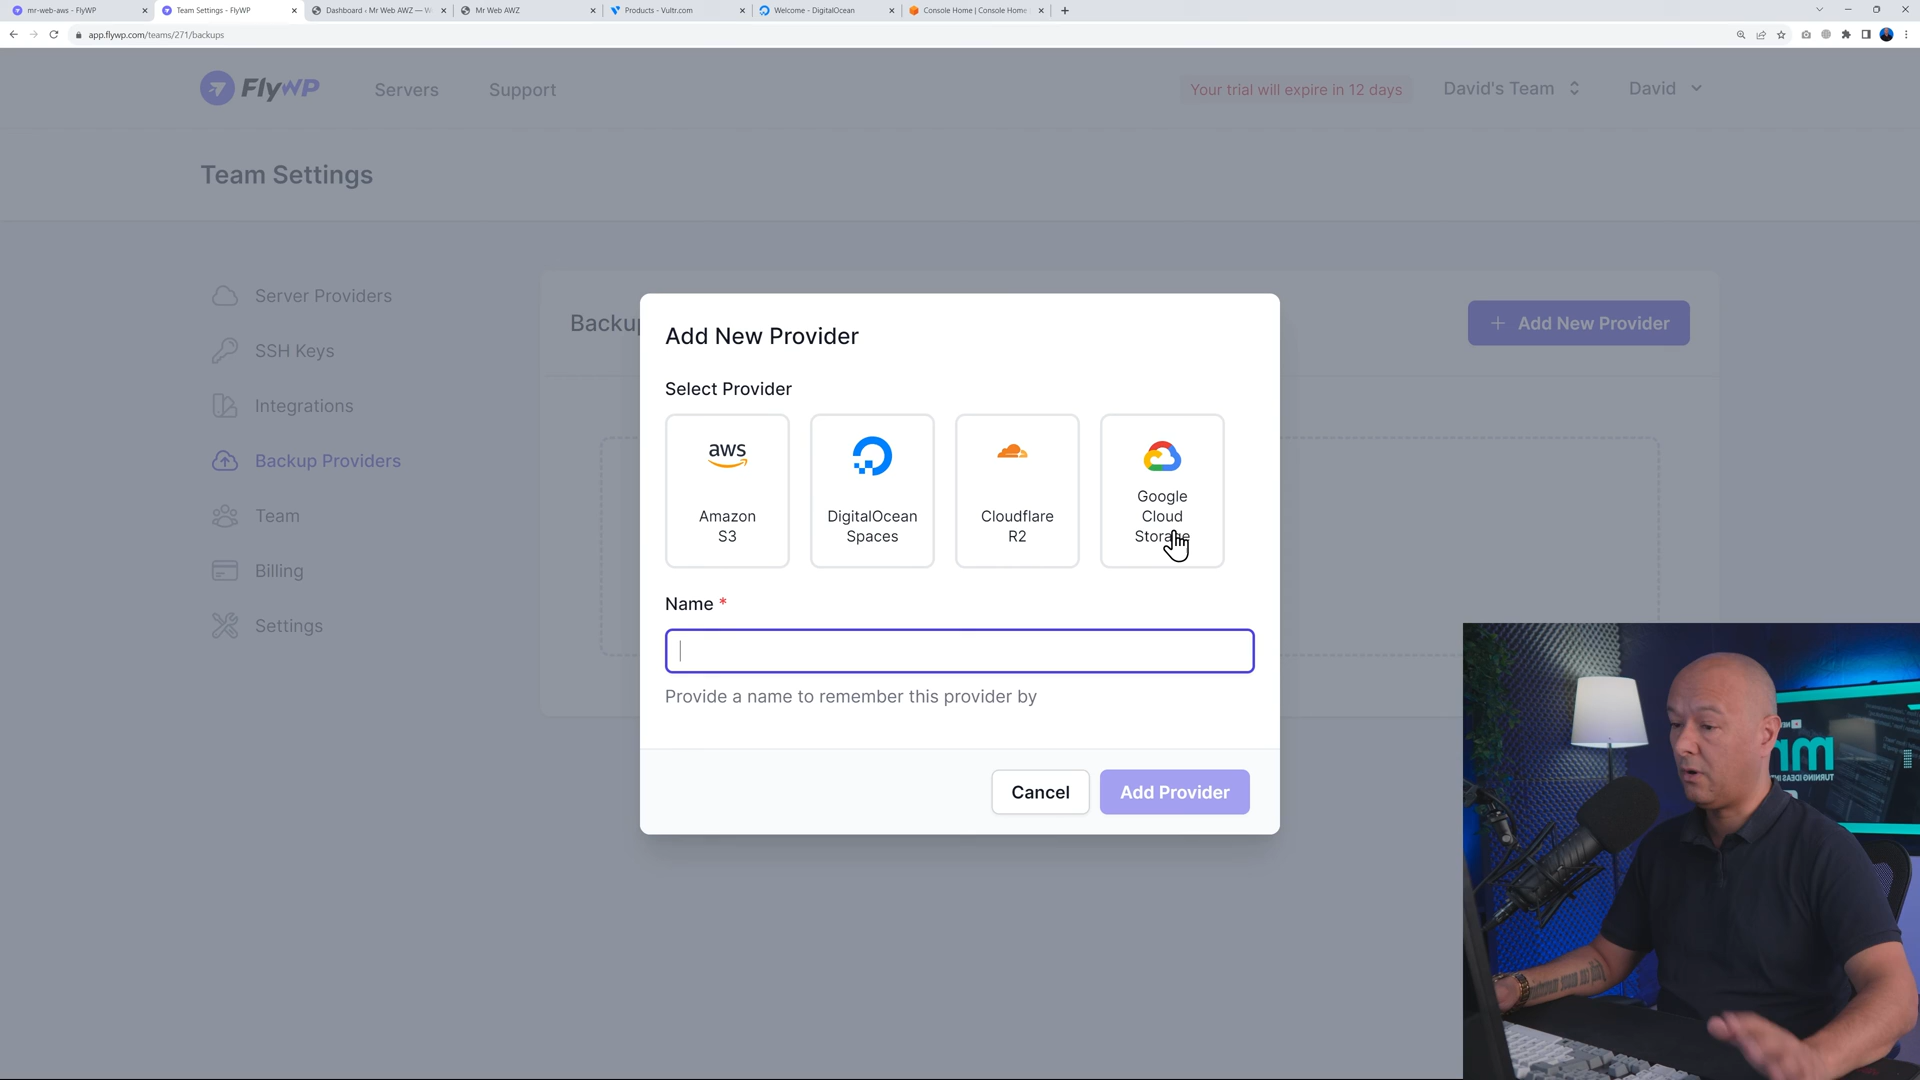 mr-web-aws - FlyWP
Team Settings - FlyWP
Dashboard ‹ Mr Web AWZ — W
Mr Web AWZ
Products - Vultr.com
Welcome - DigitalOcean
Console Home | Console Home
app.flywp.com/teams/271/backups
FlyWP
Servers
Support
Your trial will expire in 12 days
David's Team
David
Team Settings
Server Providers
SSH Keys
Integrations
Backup Providers
Team
Billing
Settings
Backu
+ Add New Provider
Add New Provider
Select Provider
aws
Amazon
S3
DigitalOcean
Spaces
Cloudflare
R2
Google
Cloud
Storage
Name *
Provide a name to remember this provider by
Cancel
Add Provider